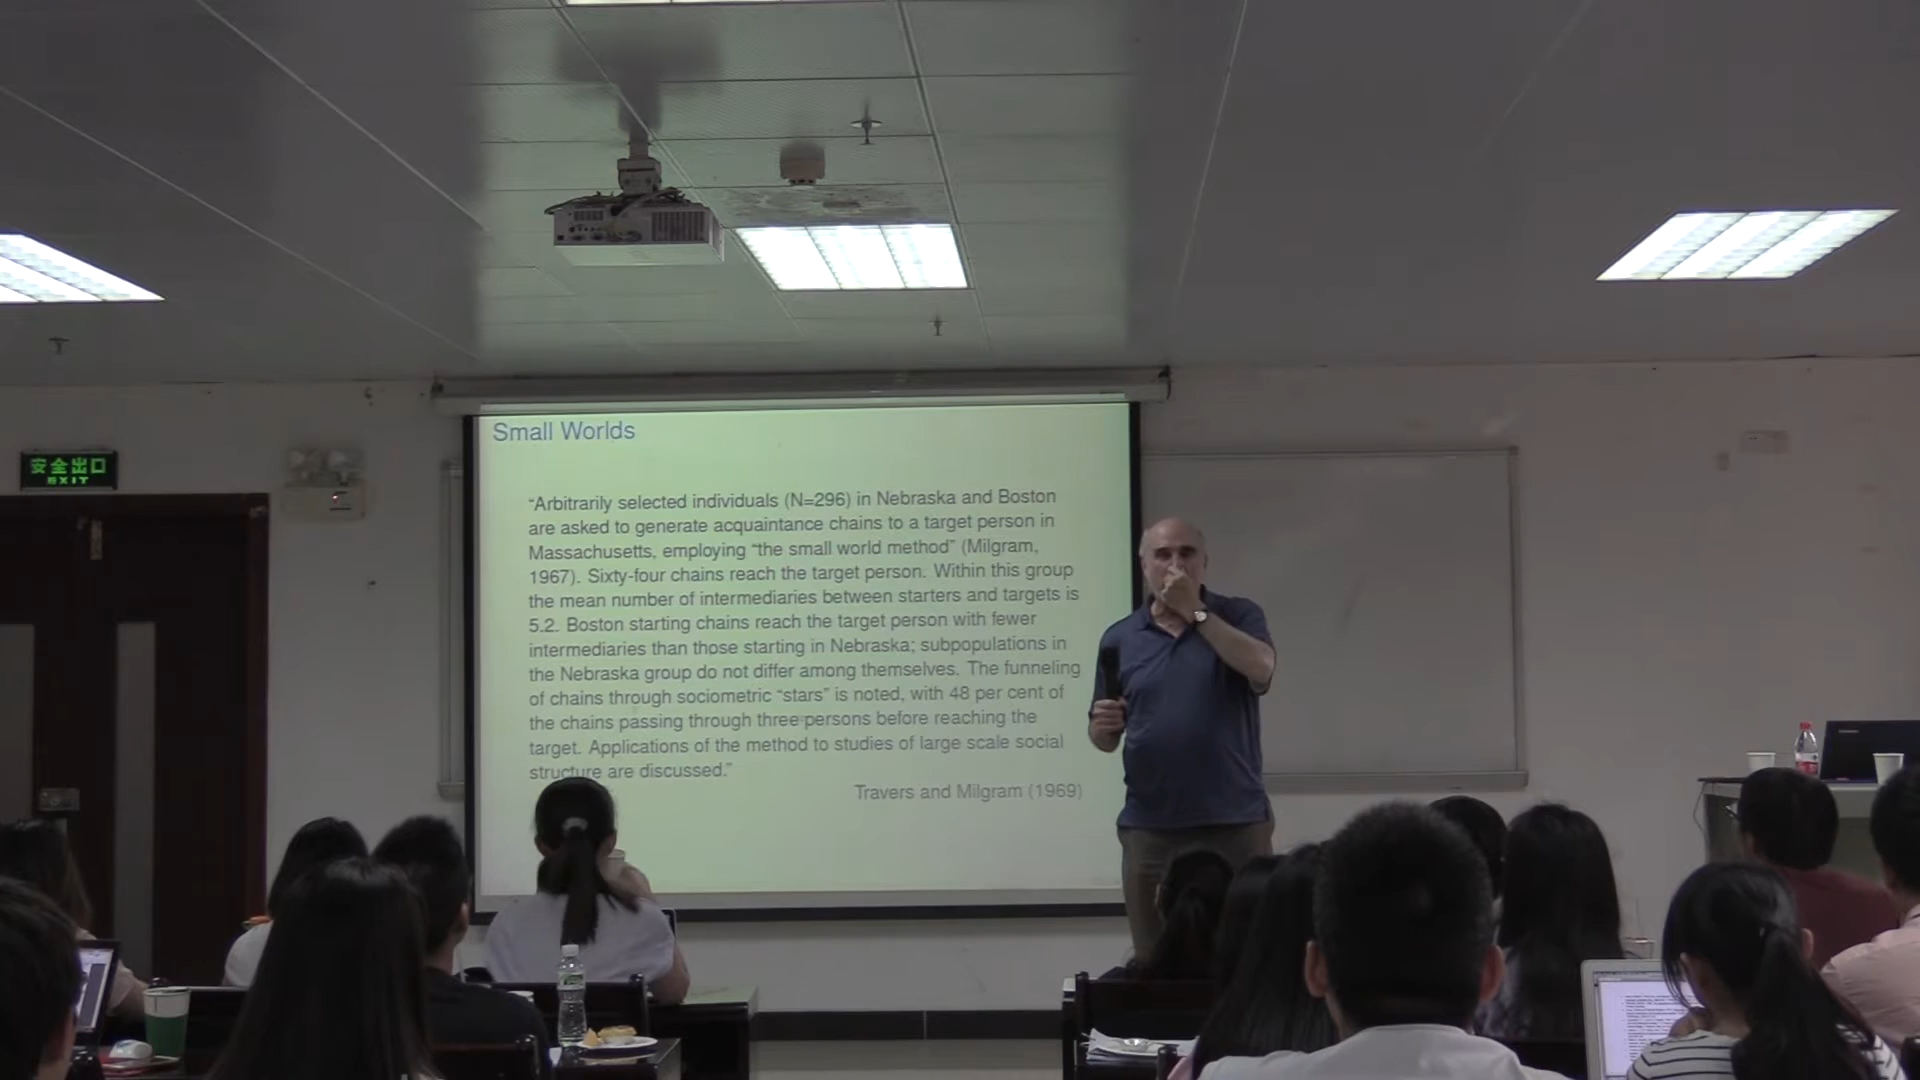 安全出口
EXIT
Small Worlds
“Arbitrarily selected individuals (N=296) in Nebraska and Boston
are asked to generate acquaintance chains to a target person in
Massachusetts, employing “the small world method” (Milgram,
1967). Sixty-four chains reach the target person. Within this group
the mean number of intermediaries between starters and targets is
5.2. Boston starting chains reach the target person with fewer
intermediaries than those starting in Nebraska; subpopulations in
the Nebraska group do not differ among themselves. The funneling
of chains through sociometric “stars” is noted, with 48 per cent of
the chains passing through three persons before reaching the
target. Applications of the method to studies of large scale social
structure are discussed.”
Travers and Milgram (1969)